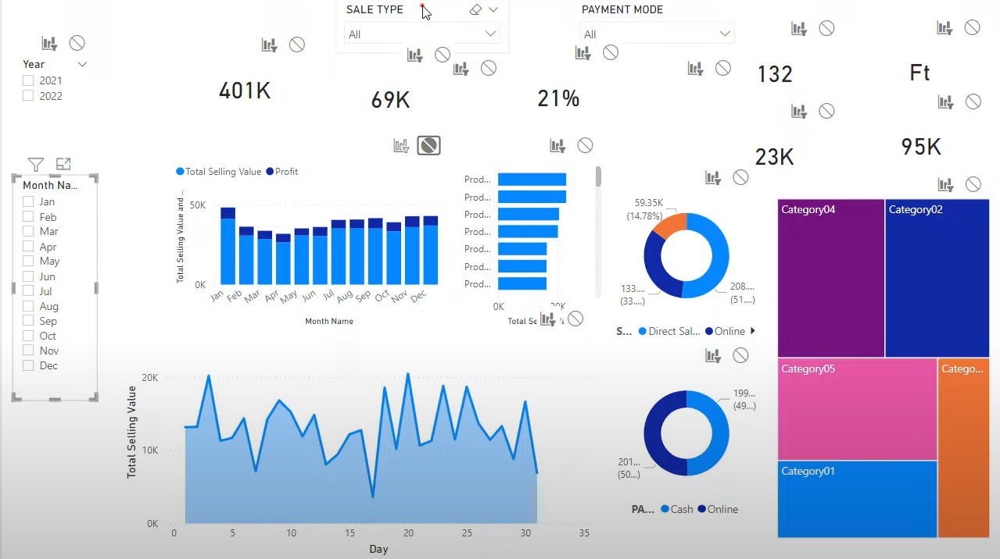 SALE TYPE
All
PAYMENT MODE
All
Year
2021
2022
401K
69K
21%
132
Ft
23K
95K
Month Na...
Jan
Feb
Mar
Apr
May
Jun
Jul
Aug
Sep
Oct
Nov
Dec
Total Selling Value Profit
Total Selling Value and ...
50K
0K
Jan Feb Mar Apr May Jun Jul Aug Sep Oct Nov Dec
Month Name
Prod...
Prod...
Prod...
Prod...
Prod...
Prod...
Prod...
0K
Total Se
59.35K
(14.78%)
133....
(33....)
208....
(51....)
S... Direct Sal... Online
Total Selling Value
20K
10K
0K
0 5 10 15 20 25 30 35
Day
199...
(49...)
201...
(50...)
PA... Cash Online
Category04
Category02
Category05
Catego...
Category01